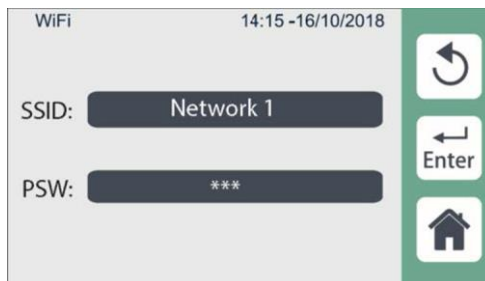 WiFi 14:15 -16/10/2018
SSID: Network 1
Enter
PSW: ***